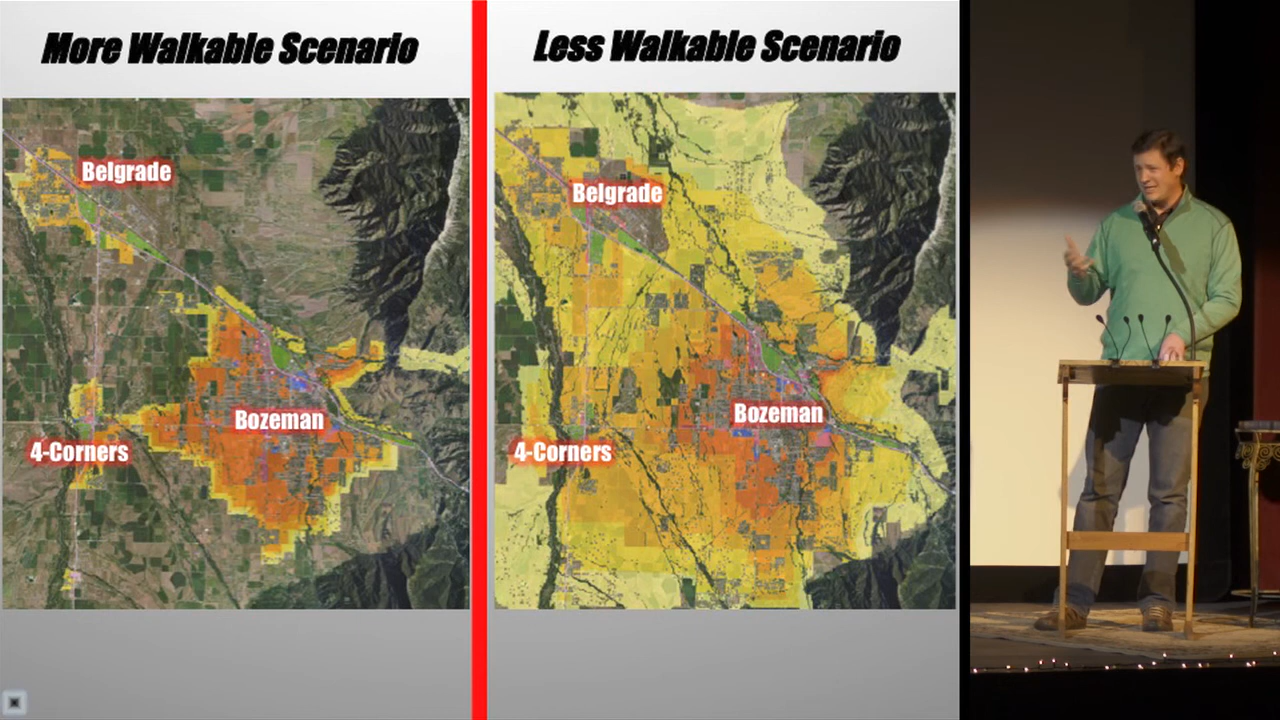 More Walkable Scenario
Belgrade
Bozeman
4-Corners
Less Walkable Scenario
Belgrade
Bozeman
4-Corners